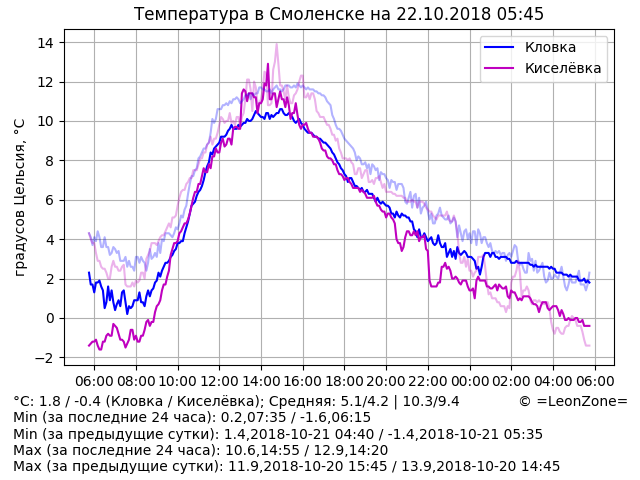 Температура в Смоленске на 22.10.2018 05:45
Кловка
Киселёвка
градусов Цельсия, °C
14
12
10
8
6
4
2
0
−2
06:00 08:00 10:00 12:00 14:00 16:00 18:00 20:00 22:00 00:00 02:00 04:00 06:00
°C: 1.8 / -0.4 (Кловка / Киселёвка); Средняя: 5.1/4.2 | 10.3/9.4 © =LeonZone=
Min (за последние 24 часа): 0.2,07:35 / -1.6,06:15
Min (за предыдущие сутки): 1.4,2018-10-21 04:40 / -1.4,2018-10-21 05:35
Max (за последние 24 часа): 10.6,14:55 / 12.9,14:20
Max (за предыдущие сутки): 11.9,2018-10-20 15:45 / 13.9,2018-10-20 14:45